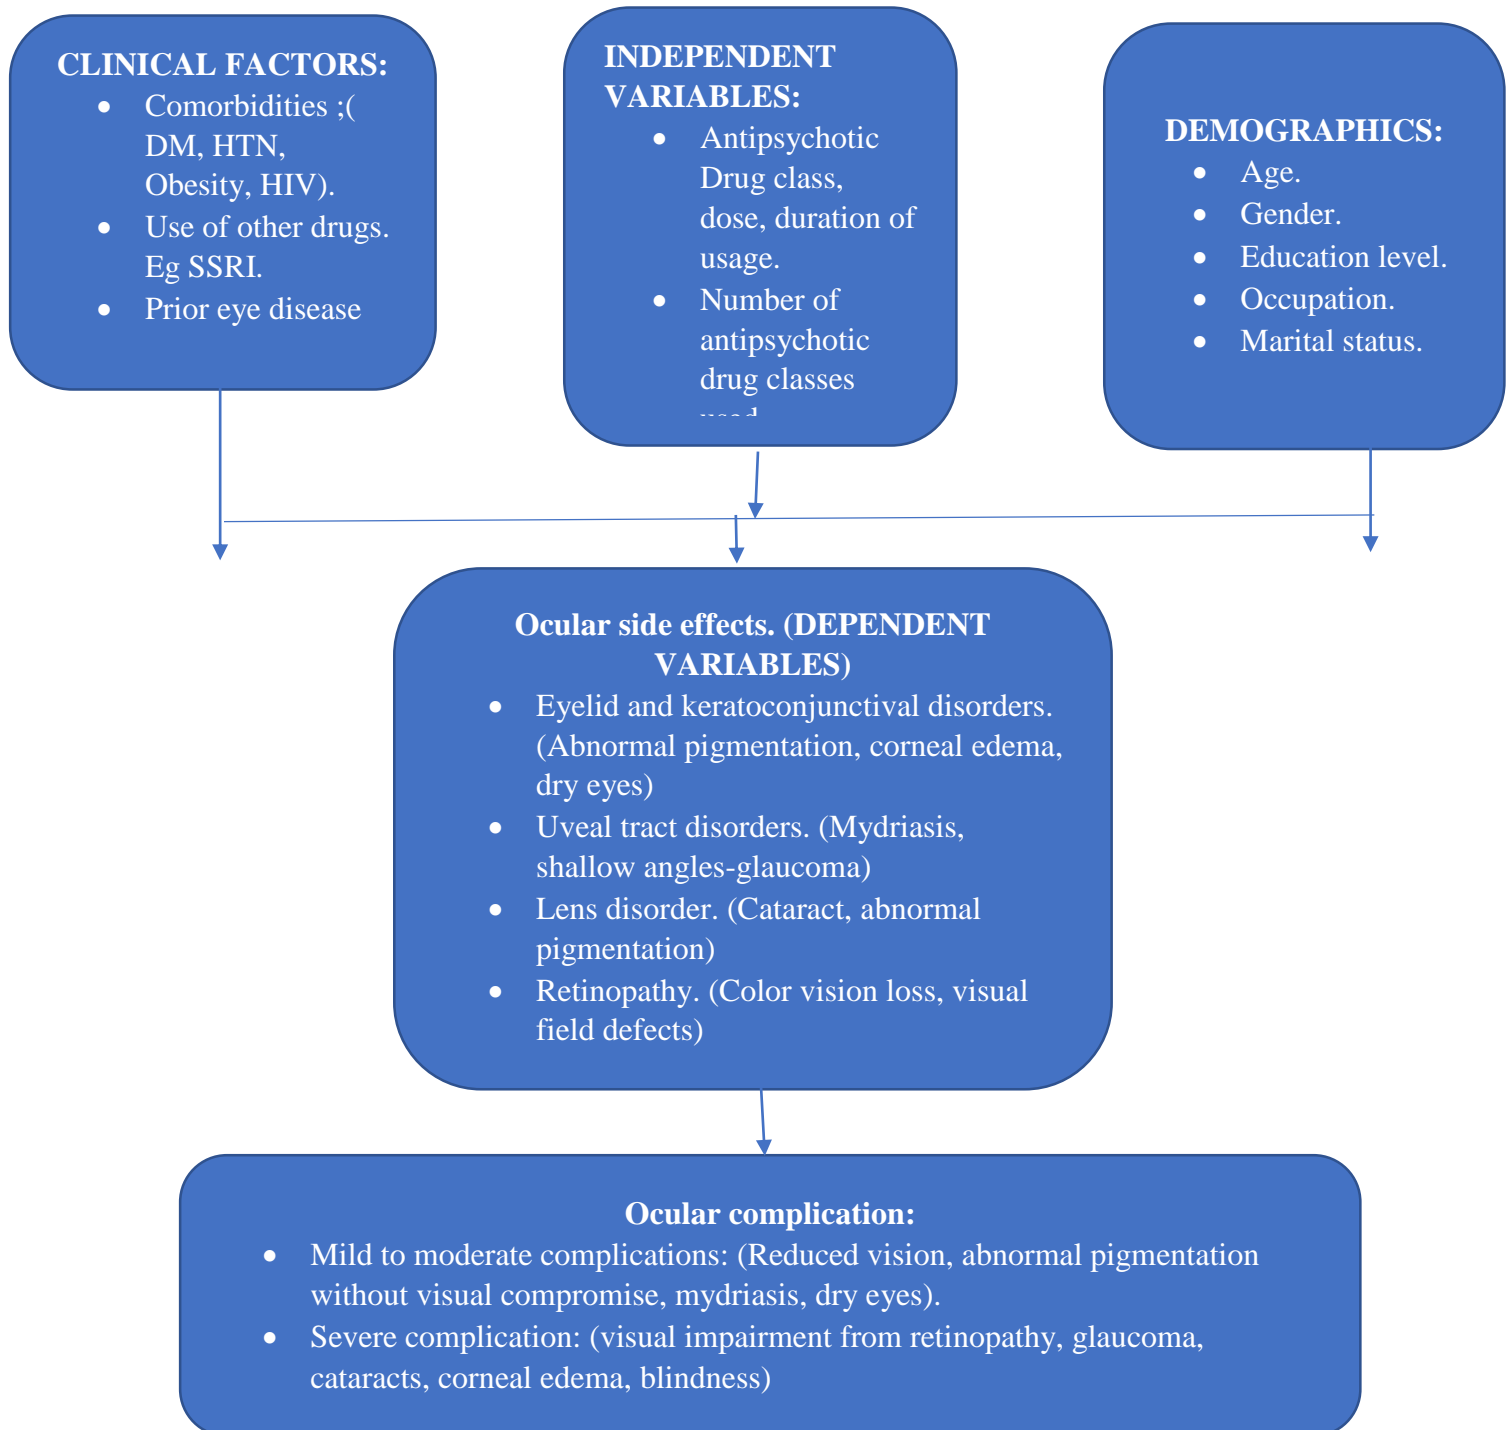 CLINICAL FACTORS:
• Comorbidities ;(
DM, HTN,
Obesity, HIV).
• Use of other drugs.
Eg SSRI.
• Prior eye disease
INDEPENDENT
VARIABLES:
• Antipsychotic
Drug class,
dose, duration of
usage.
• Number of
antipsychotic
drug classes
DEMOGRAPHICS:
• Age.
• Gender.
• Education level.
• Occupation.
• Marital status.
Ocular side effects. (DEPENDENT
VARIABLES)
• Eyelid and keratoconjunctival disorders.
(Abnormal pigmentation, corneal edema,
dry eyes)
• Uveal tract disorders. (Mydriasis,
shallow angles-glaucoma)
• Lens disorder. (Cataract, abnormal
pigmentation)
• Retinopathy. (Color vision loss, visual
field defects)
Ocular complication:
• Mild to moderate complications: (Reduced vision, abnormal pigmentation
without visual compromise, mydriasis, dry eyes).
• Severe complication: (visual impairment from retinopathy, glaucoma,
cataracts, corneal edema, blindness)